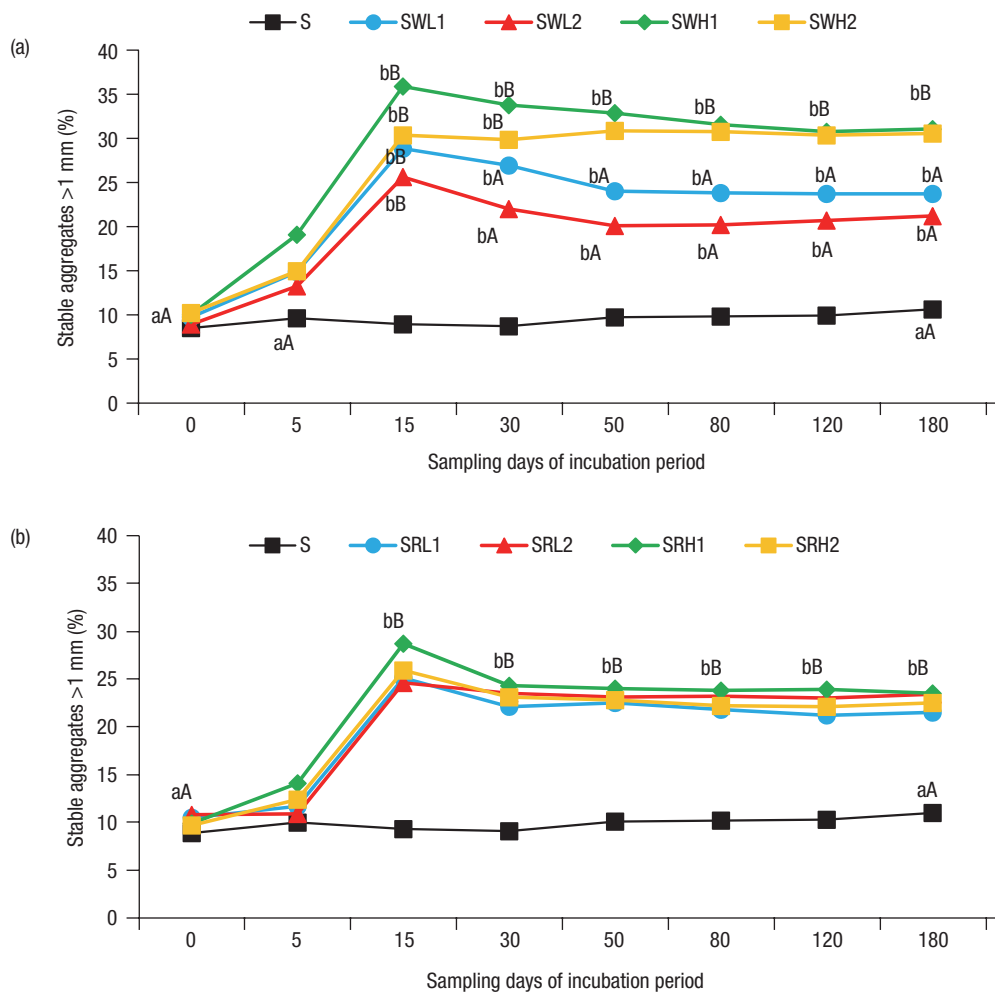 S SWL1 SWL2 SWH1 SWH2
(a)
Stable aggregates >1 mm (%)
40
35
30
25
20
15
10
5
0
bB
bB
bB
bB
bB
bB
bB
bB
bB
bB
bA
bA
bA
bA
bA
bA
bA
bA
bA
bA
aA
aA
aA
0 5 15 30 50 80 120 180
Sampling days of incubation period
(b)
S SRL1 SRL2 SRH1 SRH2
Stable aggregates >1 mm (%)
40
35
30
25
20
15
10
5
0
bB
bB
bB
bB
bB
bB
aA
aA
0 5 15 30 50 80 120 180
Sampling days of incubation period